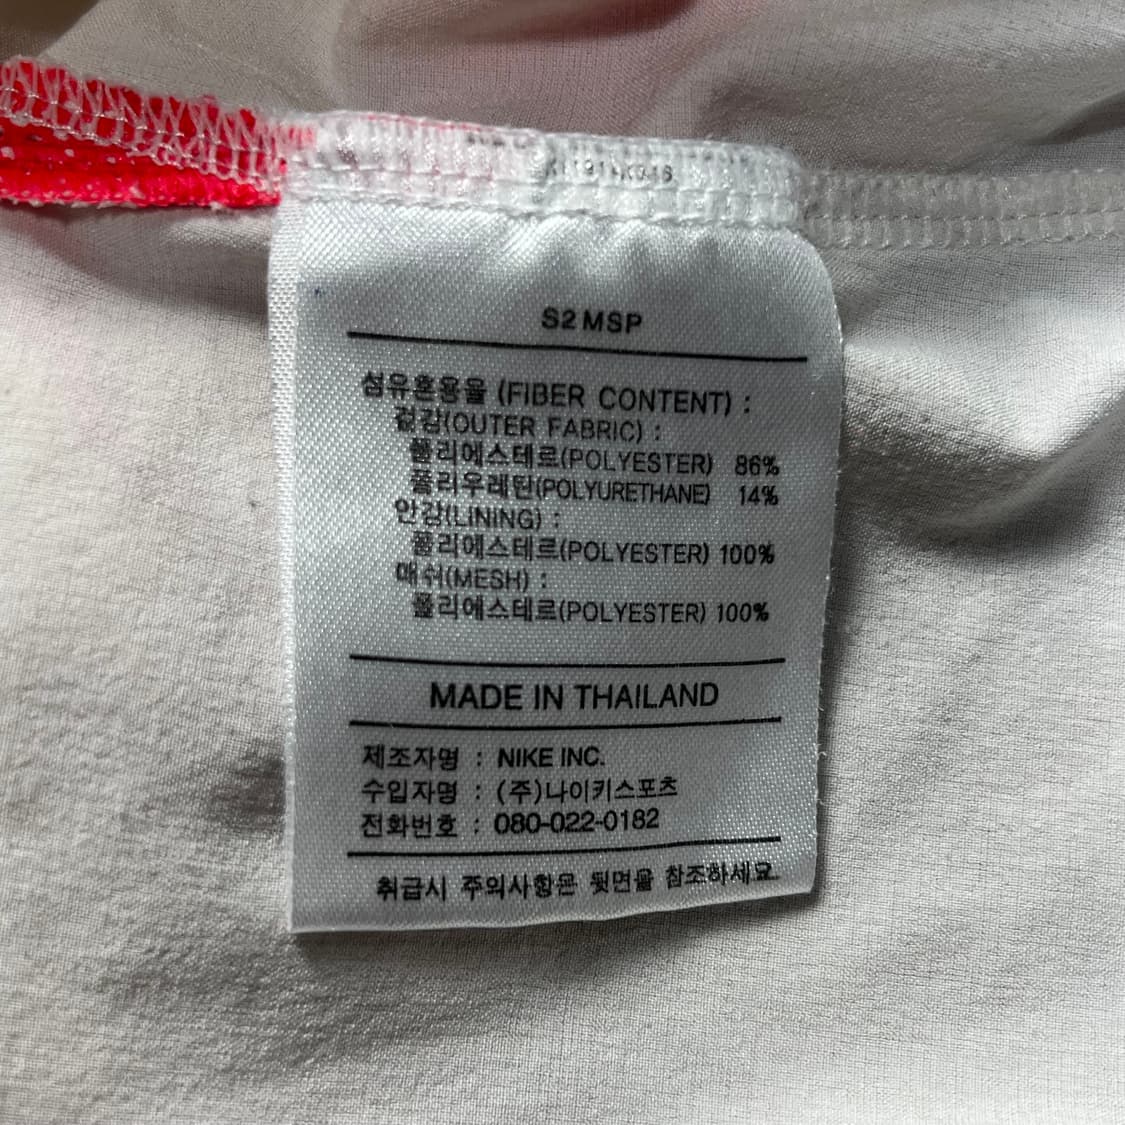 S2 MSP
섬유혼용율 (FIBER CONTENT) :
겉감(OUTER FABRIC) :
폴리에스테르(POLYESTER) 86%
폴리우레탄(POLYURETHANE) 14%
안감(LINING) :
폴리에스테르(POLYESTER) 100%
매쉬(MESH) :
폴리에스테르(POLYESTER) 100%
MADE IN THAILAND
제조자명 : NIKE INC.
수입자명 : (주)나이키스포츠
전화번호 : 080-022-0182
취급시 주의사항은 뒷면을 참조하세요.